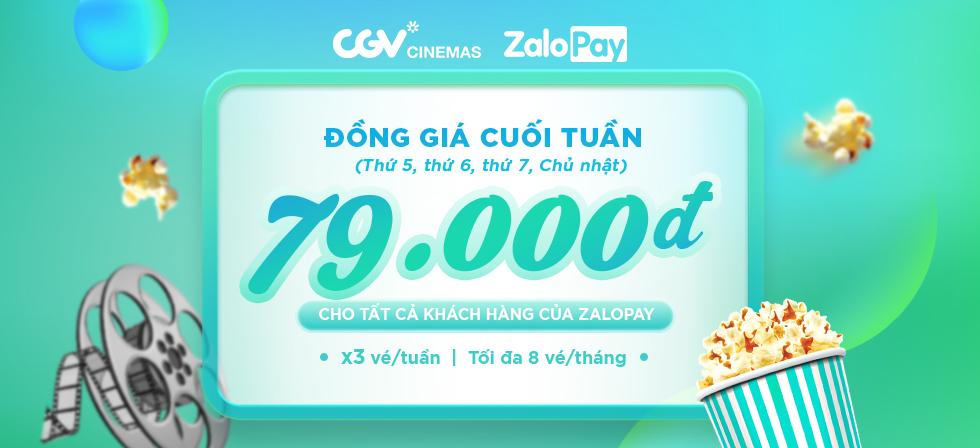 CGV* CINEMAS ZaloPay
ĐỒNG GIÁ CUỐI TUẦN
(Thứ 5, thứ 6, thứ 7, Chủ nhật)
79.000đ
CHO TẤT CẢ KHÁCH HÀNG CỦA ZALOPAY
• x3 vé/tuần | Tối đa 8 vé/tháng •